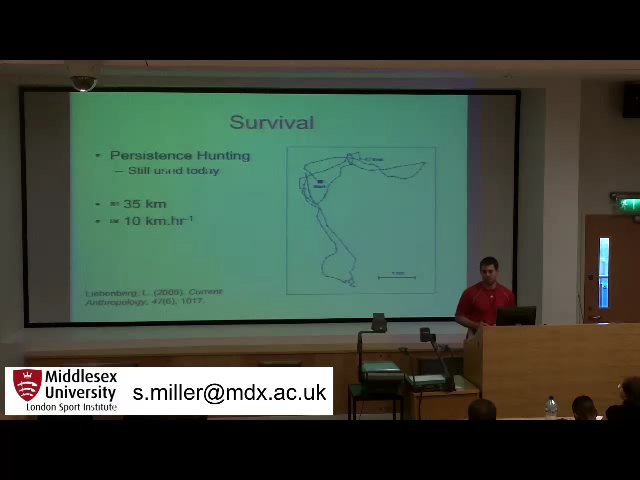 Survival
• Persistence Hunting
– Still used today
• ≈ 35 km
• ≈ 10 km.hr-1
Liebenberg, L. (2006). Current
Anthropology, 47(6), 1017.
Middlesex
University
London Sport Institute
s.miller@mdx.ac.uk